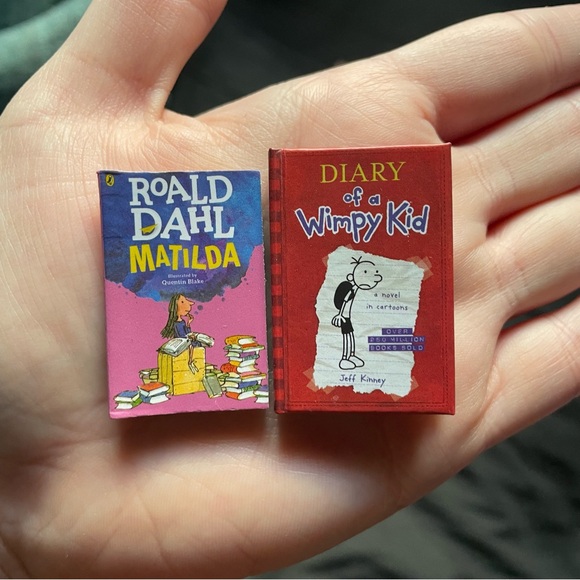 ROALD
DAHL
MATILDA
Illustrated by
Quentin Blake
DIARY
of a
Wimpy Kid
a novel
in cartoons
OVER
250 MILLION
BOOKS SOLD
Jeff Kinney